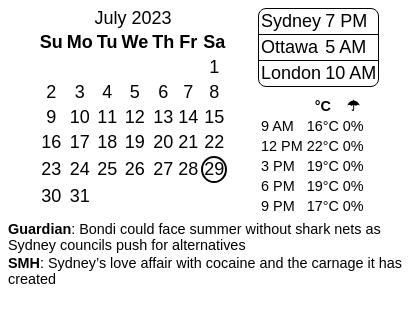 July 2023
Su Mo Tu We Th Fr Sa
1
2 3 4 5 6 7 8
9 10 11 12 13 14 15
16 17 18 19 20 21 22
23 24 25 26 27 28 29
30 31
Sydney 7 PM
Ottawa 5 AM
London 10 AM
°C ☂
9 AM 16°C 0%
12 PM 22°C 0%
3 PM 19°C 0%
6 PM 19°C 0%
9 PM 17°C 0%
Guardian: Bondi could face summer without shark nets as
Sydney councils push for alternatives
SMH: Sydney’s love affair with cocaine and the carnage it has
created